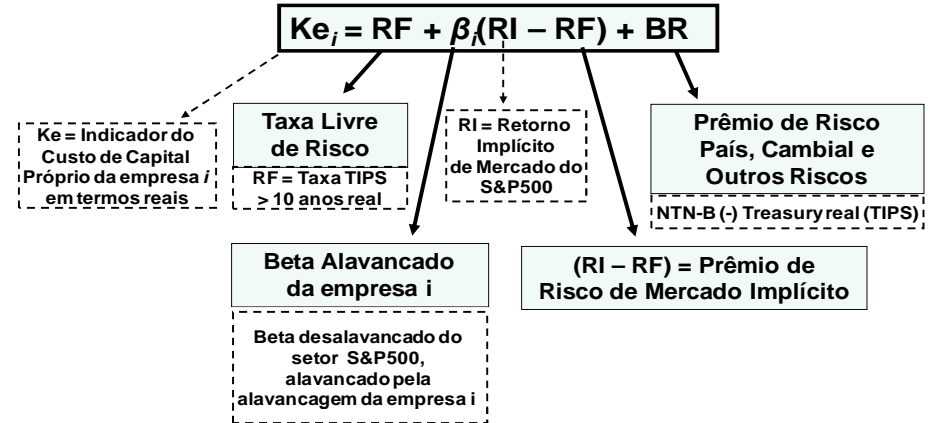 Keᵢ = RF + βᵢ(RI – RF) + BR
Ke = Indicador do
Custo de Capital
Próprio da empresa i
em termos reais
Taxa Livre
de Risco
RF = Taxa TIPS
> 10 anos real
RI = Retorno
Implícito
de Mercado do
S&P500
Prêmio de Risco
País, Cambial e
Outros Riscos
NTN-B (-) Treasury real (TIPS)
Beta Alavancado
da empresa i
Beta desalavancado do
setor S&P500,
alavancado pela
alavancagem da empresa i
(RI – RF) = Prêmio de
Risco de Mercado Implícito